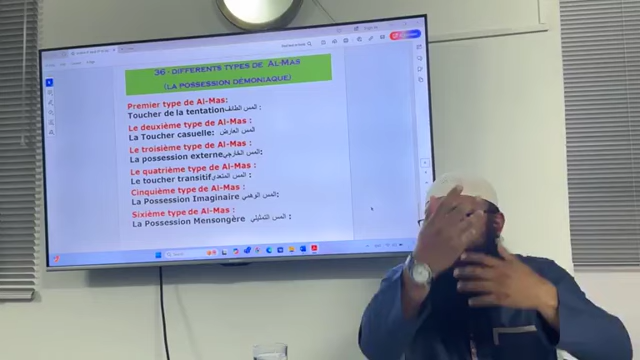 36 - DIFFERENTS TYPES DE AL-MAS
(LA POSSESSION DÉMONIAQUE)
Premier type de Al-Mas:
Toucher de la tentation المس الطائف :
Le deuxième type de Al-Mas :
La Toucher casuelle: المس العارض
Le troisième type de Al-Mas :
La possession externe المس الخارجي:
Le quatrième type de Al-Mas :
Le toucher transitif المس المتعدي:
Cinquième type de Al-Mas :
La Possession Imaginaire المس الوهمي:
Sixième type de Al-Mas :
La Possession Mensongère المس التمثيلي :